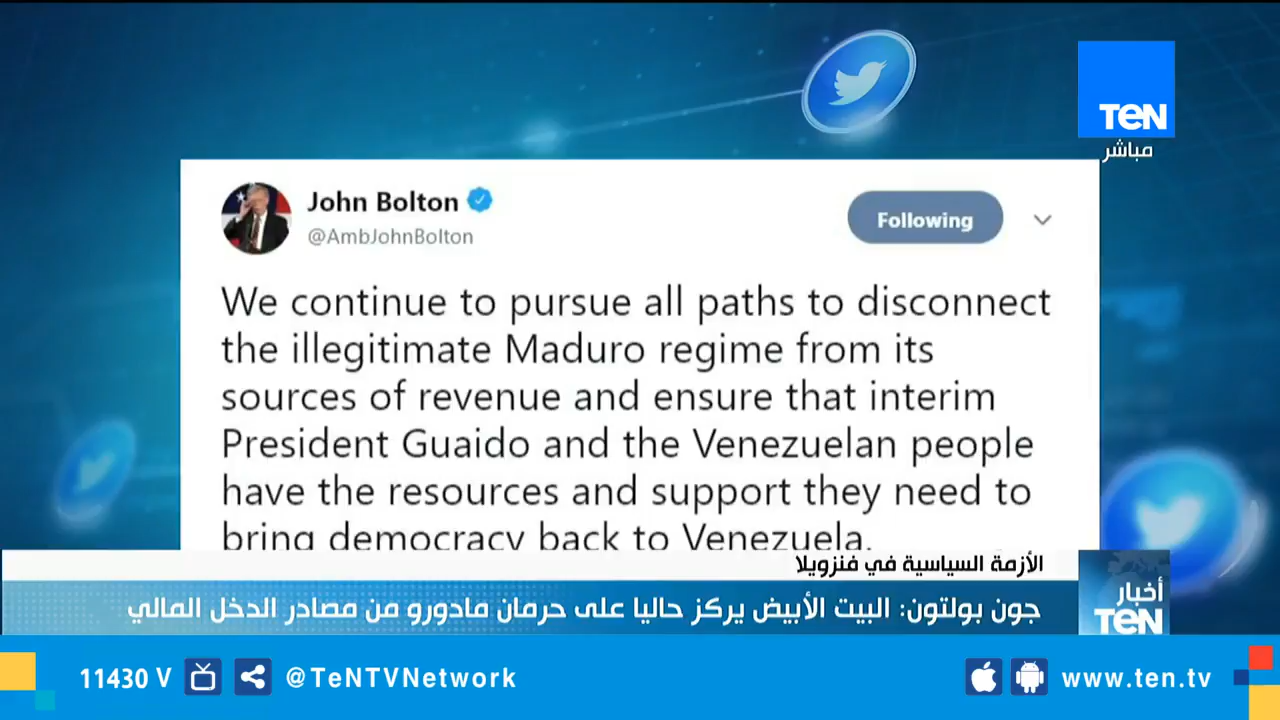 TEN
مباشر
John Bolton
@AmbJohnBolton
Following
We continue to pursue all paths to disconnect
the illegitimate Maduro regime from its
sources of revenue and ensure that interim
President Guaido and the Venezuelan people
have the resources and support they need to
bring democracy back to Venezuela.
الأزمة السياسية في فنزويلا
جون بولتون: البيت الأبيض يركز حاليا على حرمان مادورو من مصادر الدخل المالي
أخبار
TEN
11430 V
@TeNTVNetwork
www.ten.tv